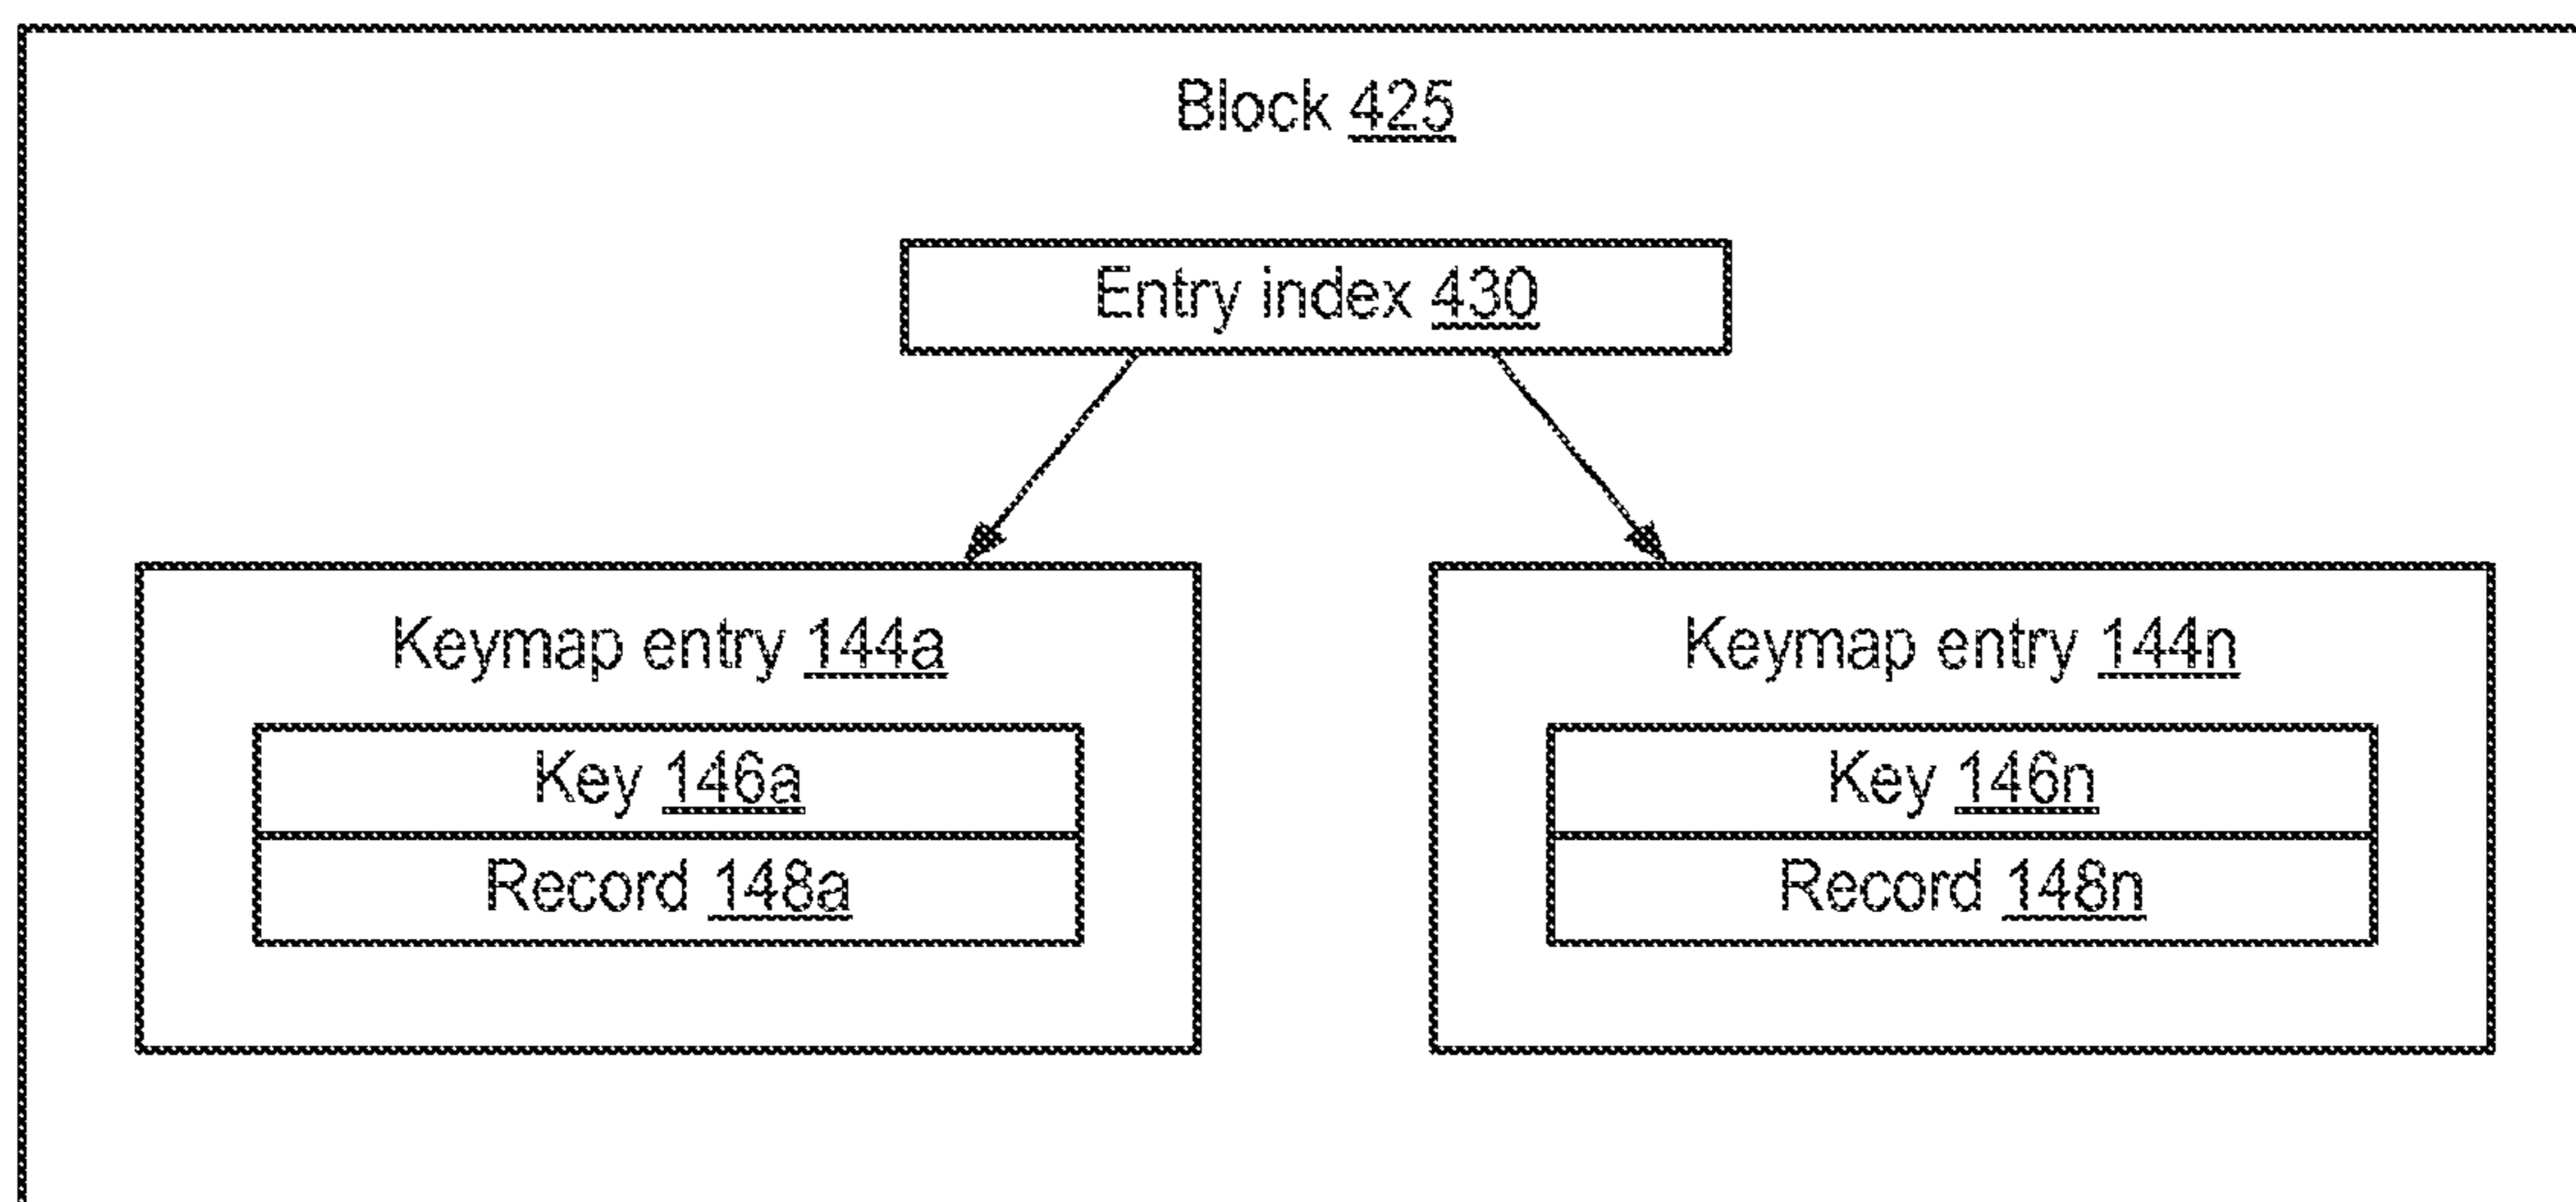 Block 425
Entry index 430
Keymap entry 144a
Key 146a
Record 148a
Keymap entry 144n
Key 146n
Record 148n